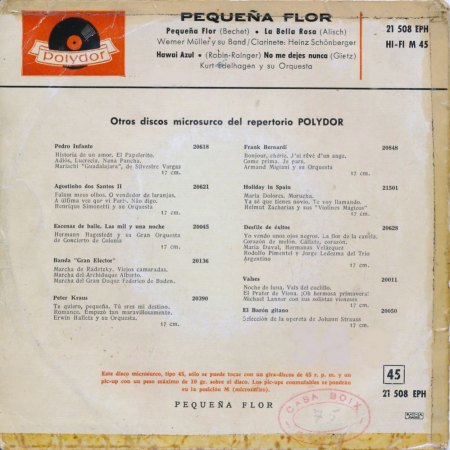 Polydor
PEQUEÑA FLOR
Pequeña Flor (Bechet) - La Bella Rosa (Alisch)
Werner Müller y su Band / Clarinete: Heinz Schönberger
Hawai Azul - (Robin-Rainger) No me dejes nunca (Gietz)
Kurt Edelhagen y su Orquesta
21 508 EPH
HI-FI M 45
Otros discos microsurco del repertorio POLYDOR
Pedro Infante 20618
Historia de un amor. El Papelerito.
Adiós, Lucrecia. Nana Pancha.
Mariachi "Guadalajara", de Silvestre Vargas
17 cm.
Agostinho dos Santos II 20621
Falam meus olhos. O vendedor de laranjas.
A última vez que vi París. Não digo.
Henrique Simonetti y su Orquesta
17 cm.
Escenas de ballet. Las mil y una noche 20045
Hermann Hagestedt y su Gran Orquesta
de Concierto de Colonia
17 cm.
Banda "Gran Elector" 20136
Marcha de Radetzky. Viejos camaradas.
Marcha del Archiduque Alberto.
Marcha del Gran Duque Federico de Baden.
17 cm.
Peter Kraus 20390
Te quiero, pequeña. Tú eres mi destino.
Romance. Empezó tan maravillosamente.
Erwin Halletz y su Orquesta.
17 cm.
Frank Bernardi 20648
Bonjour, chérie. J'ai rêvé d'un ange.
Come prima. Je pars.
Armand Migiani y su Orquesta
17 cm.
Holiday in Spain 21501
María Dolores. Morucha.
Ya sé que tienes novio. Te voy llamando.
Helmut Zacharias y sus "Violines Mágicos"
17 cm.
Desfile de éxitos 20628
Yo vendo unos ojos negros. La flor de la canela.
Corazón de melón. Cállate, corazón.
María Duval, Hermanas Velázquez
Rodolfo Pimentel y Jorge Ledezma del Trío
Argentino
17 cm.
Valses 20011
Noche de luna. Vals del cuclillo.
El Prater de Viena. ¡Oh hermosa primavera!
Michael Lanner con sus solistas vieneses
17 cm.
El Barón gitano 20050
Selección de la opereta de Johann Strauss
17 cm.
Este disco microsurco, tipo 45, sólo se puede tocar con un gira-discos de 45 r. p. m. y un
pic-up con un peso máximo de 10 gr. sobre el disco. Los pic-ups conmutables se pondrán
en la posición M (microsurco).
PEQUEÑA FLOR
CASA BOIX
45
21 508 EPH